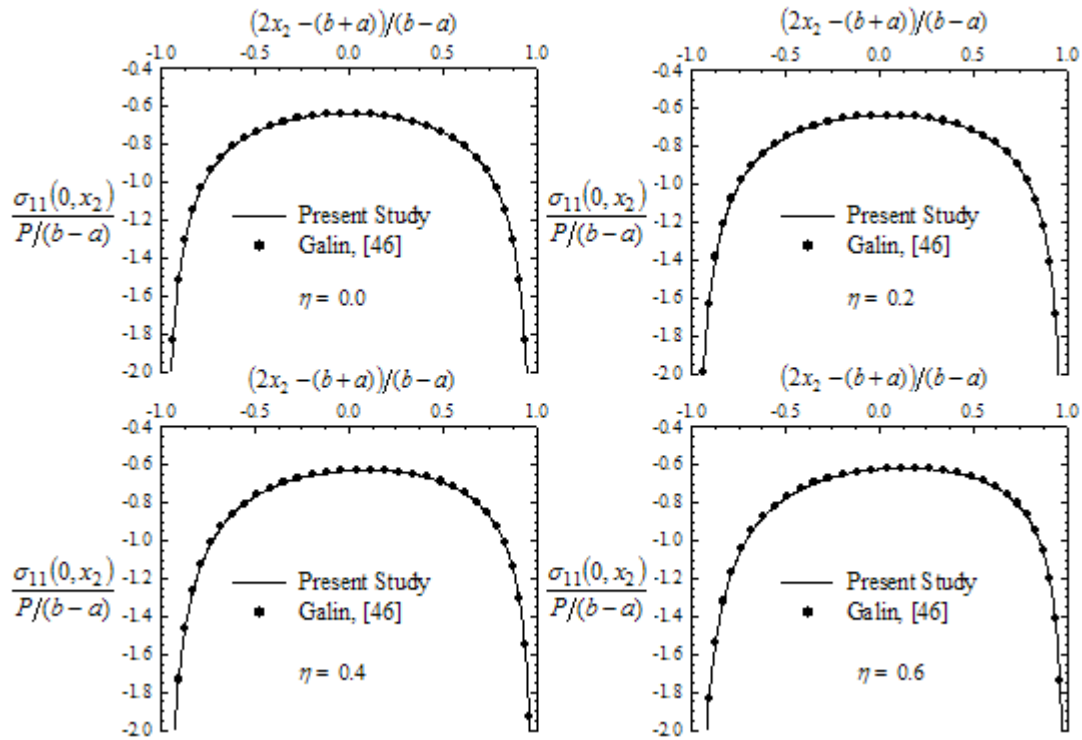 (2x₂ −(b+a))/(b−a)
-1.0 -0.5 0.0 0.5 1.0
-0.4
-0.6
-0.8
-1.0
-1.2
-1.4
-1.6
-1.8
-2.0
σ₁₁(0, x₂)
P/(b−a)
Present Study
Galin, [46]
η = 0.0
(2x₂ −(b+a))/(b−a)
-1.0 -0.5 0.0 0.5 1.0
-0.4
-0.6
-0.8
-1.0
-1.2
-1.4
-1.6
-1.8
-2.0
σ₁₁(0, x₂)
P/(b−a)
Present Study
Galin, [46]
η = 0.2
(2x₂ −(b+a))/(b−a)
-1.0 -0.5 0.0 0.5 1.0
-0.4
-0.6
-0.8
-1.0
-1.2
-1.4
-1.6
-1.8
-2.0
σ₁₁(0, x₂)
P/(b−a)
Present Study
Galin, [46]
η = 0.4
(2x₂ −(b+a))/(b−a)
-1.0 -0.5 0.0 0.5 1.0
-0.4
-0.6
-0.8
-1.0
-1.2
-1.4
-1.6
-1.8
-2.0
σ₁₁(0, x₂)
P/(b−a)
Present Study
Galin, [46]
η = 0.6